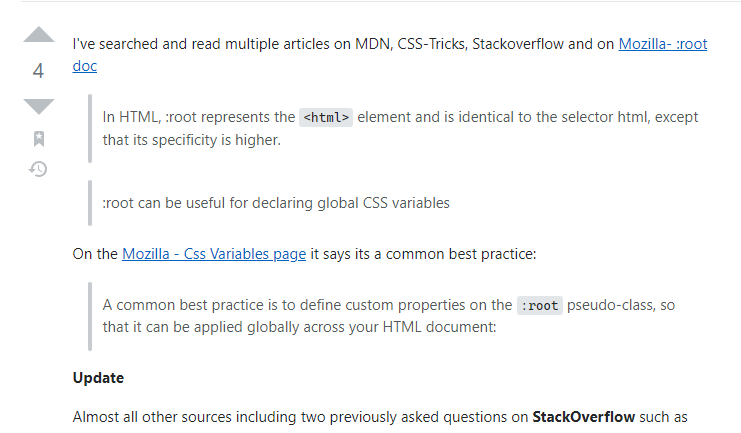 I've searched and read multiple articles on MDN, CSS-Tricks, Stackoverflow and on Mozilla- :root
doc
4
In HTML, :root represents the <html> element and is identical to the selector html, except
that its specificity is higher.
:root can be useful for declaring global CSS variables
On the Mozilla - Css Variables page it says its a common best practice:
A common best practice is to define custom properties on the :root pseudo-class, so
that it can be applied globally across your HTML document:
Update
Almost all other sources including two previously asked questions on StackOverflow such as